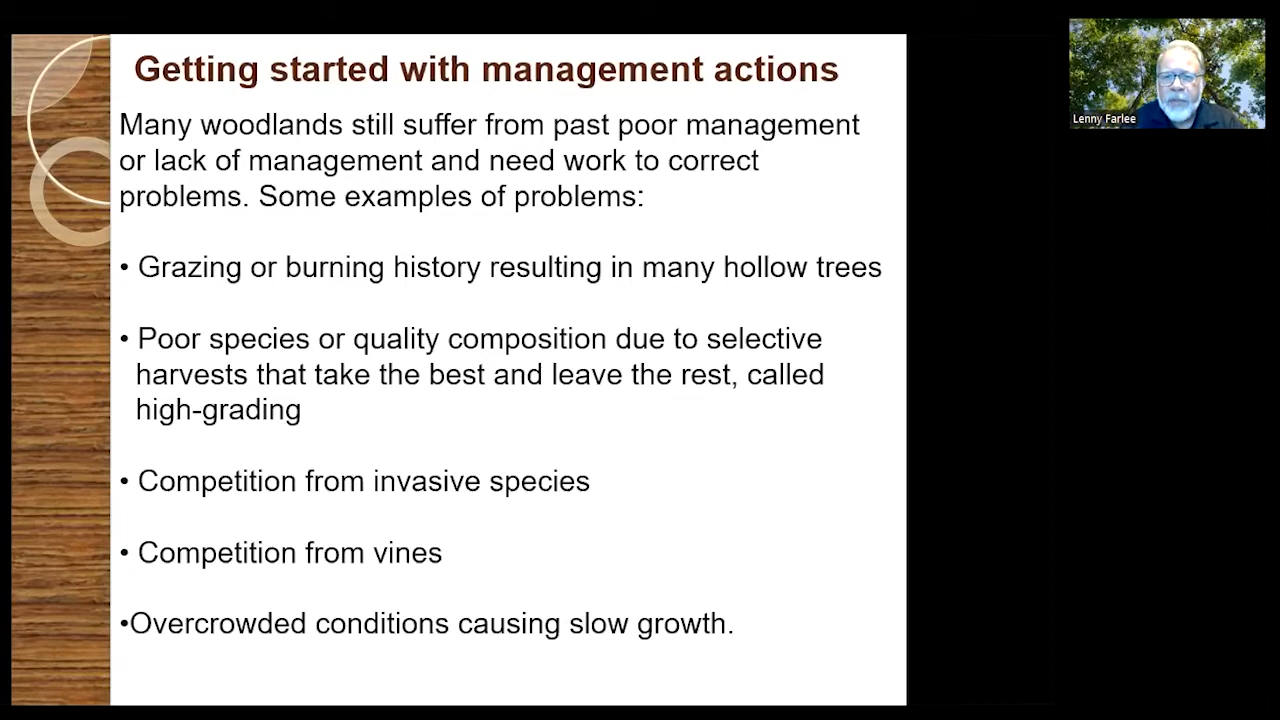 Getting started with management actions
Many woodlands still suffer from past poor management
or lack of management and need work to correct
problems. Some examples of problems:
• Grazing or burning history resulting in many hollow trees
• Poor species or quality composition due to selective
harvests that take the best and leave the rest, called
high-grading
• Competition from invasive species
• Competition from vines
•Overcrowded conditions causing slow growth.
Lenny Farlee